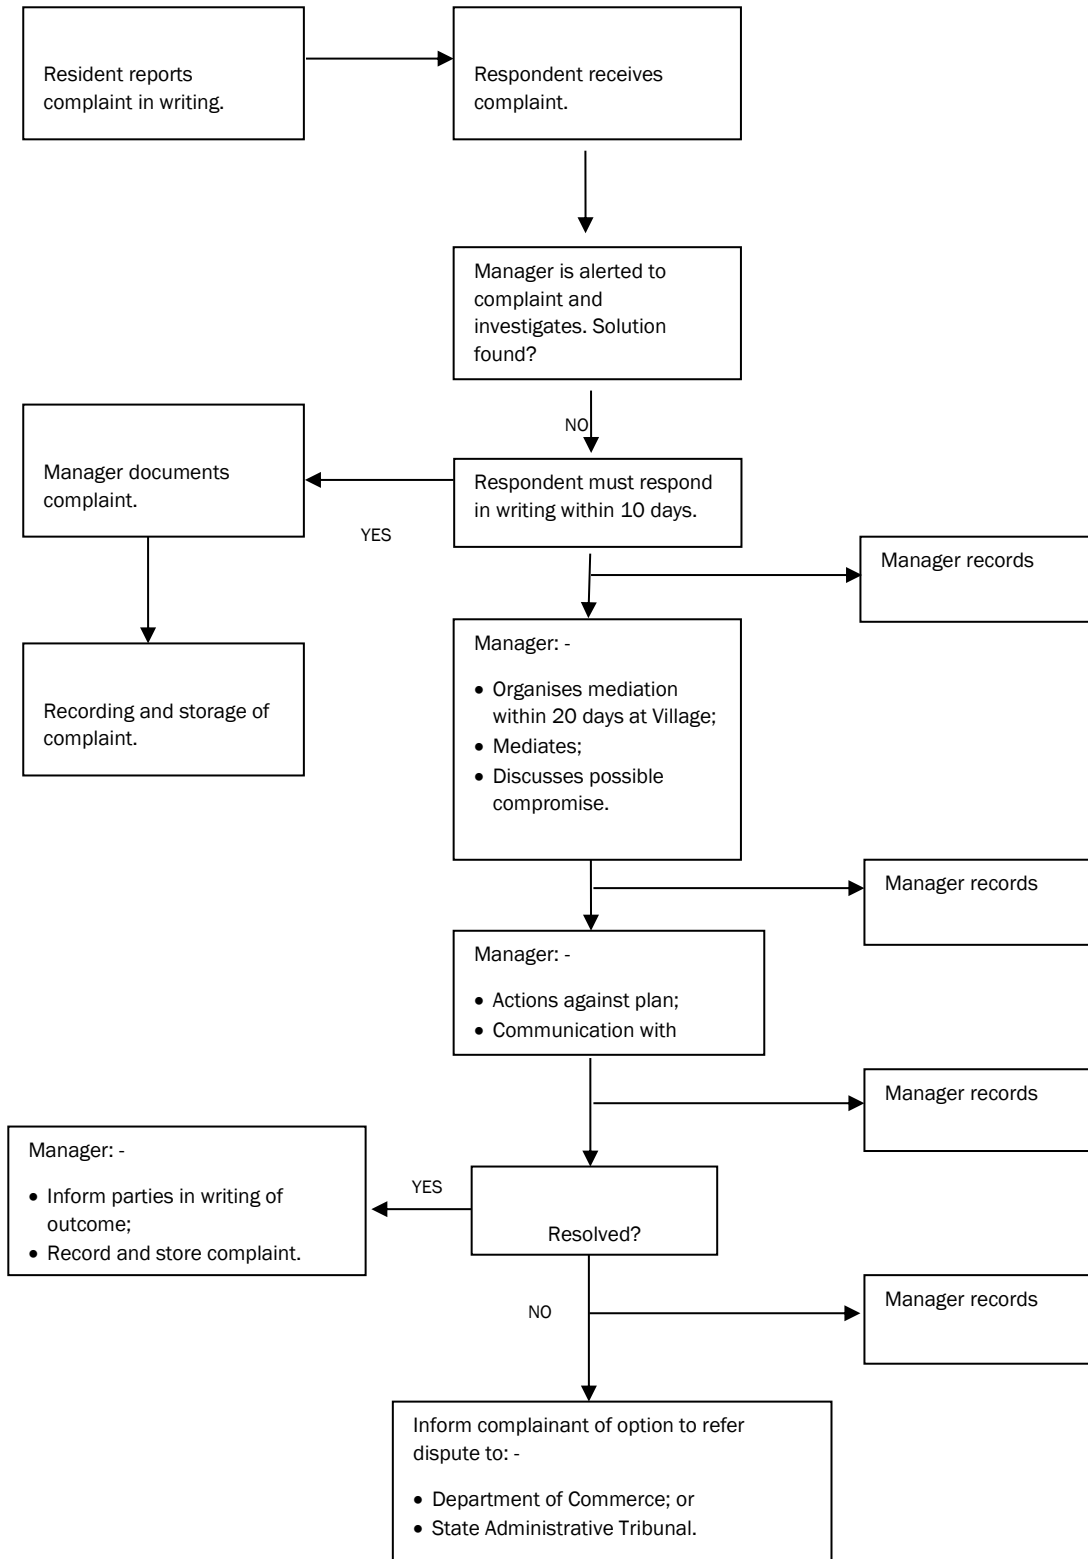 Resident reports
complaint in writing.
Respondent receives
complaint.
Manager is alerted to
complaint and
investigates. Solution
found?
NO
Manager documents
complaint.
Respondent must respond
in writing within 10 days.
YES
Manager records
Recording and storage of
complaint.
Manager: -
• Organises mediation
within 20 days at Village;
• Mediates;
• Discusses possible
compromise.
Manager records
Manager: -
• Actions against plan;
• Communication with
Manager records
Manager: -
• Inform parties in writing of
outcome;
• Record and store complaint.
YES
Resolved?
Manager records
NO
Inform complainant of option to refer
dispute to: -
• Department of Commerce; or
• State Administrative Tribunal.